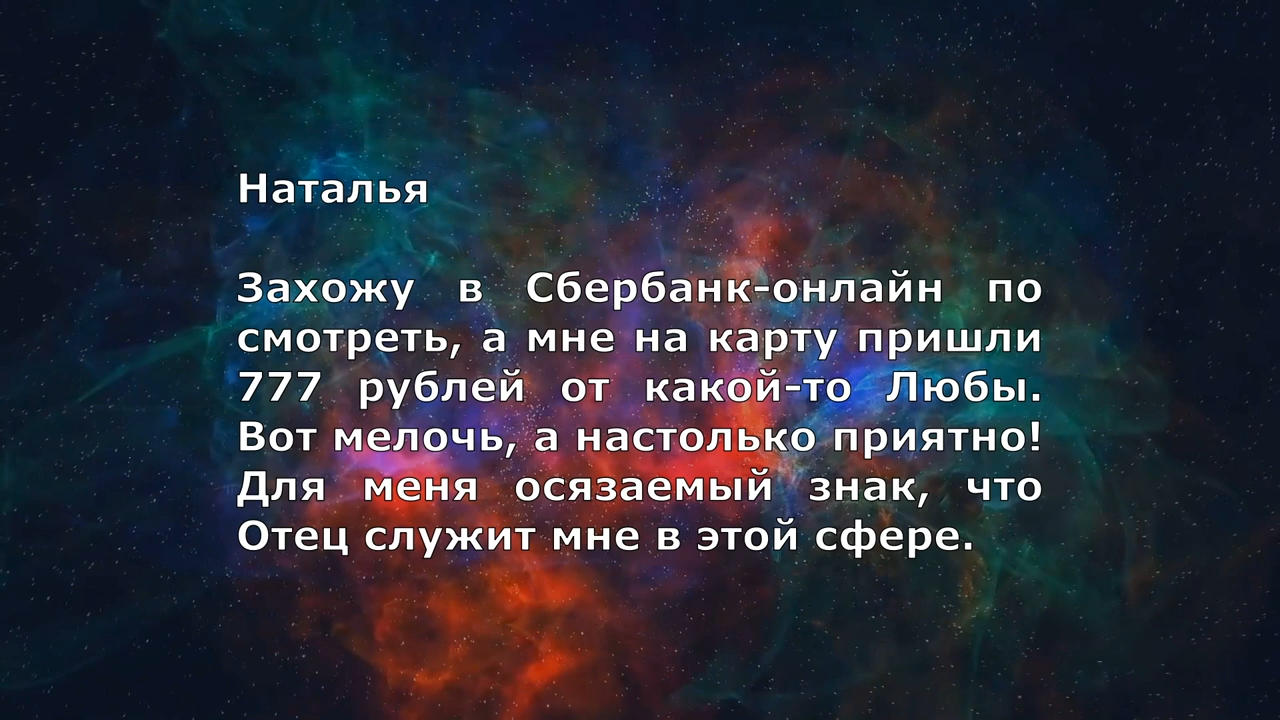 Наталья
Захожу в Сбербанк-онлайн по
смотреть, а мне на карту пришли
777 рублей от какой-то Любы.
Вот мелочь, а настолько приятно!
Для меня осязаемый знак, что
Отец служит мне в этой сфере.